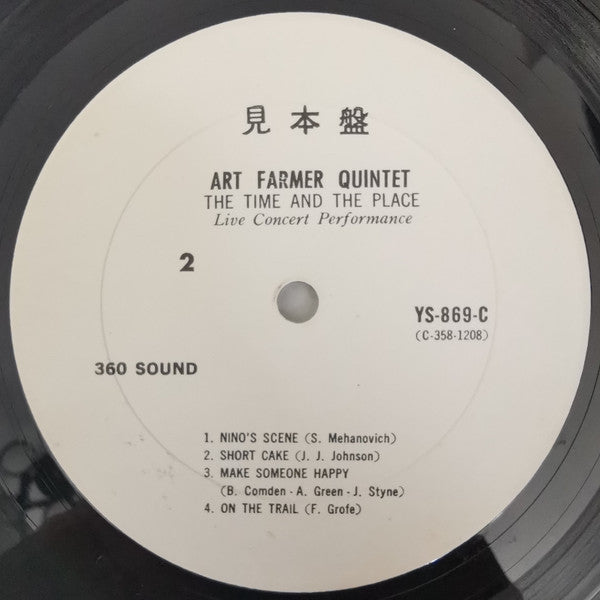 見本盤
ART FARMER QUINTET
THE TIME AND THE PLACE
Live Concert Performance
2
YS-869-C
(C-358-1208)
360 SOUND
1. NINO'S SCENE (S. Mehanovich)
2. SHORT CAKE (J. J. Johnson)
3. MAKE SOMEONE HAPPY
(B. Comden · A. Green · J. Styne)
4. ON THE TRAIL (F. Grofe)